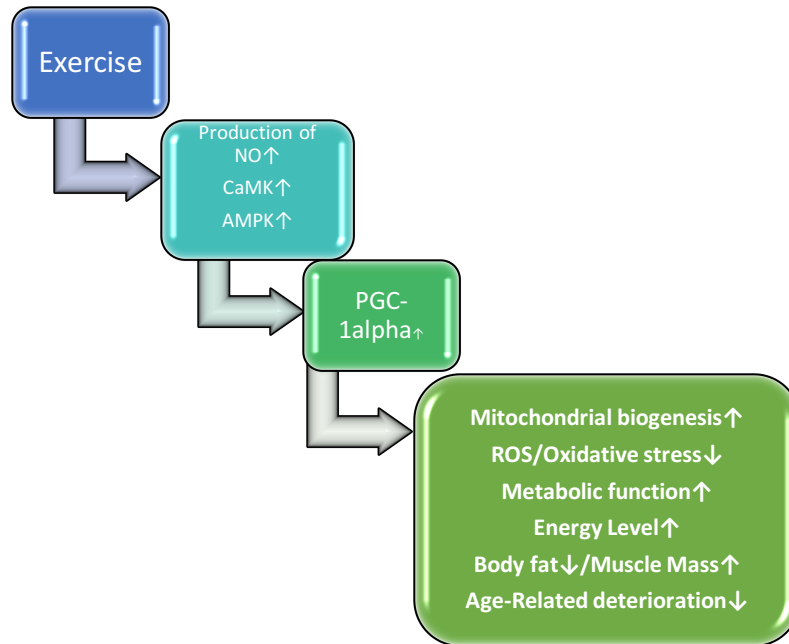 Exercise
Production of
NO↑
CaMK↑
AMPK↑
PGC-
1alpha↑
Mitochondrial biogenesis↑
ROS/Oxidative stress↓
Metabolic function↑
Energy Level↑
Body fat↓/Muscle Mass↑
Age-Related deterioration↓